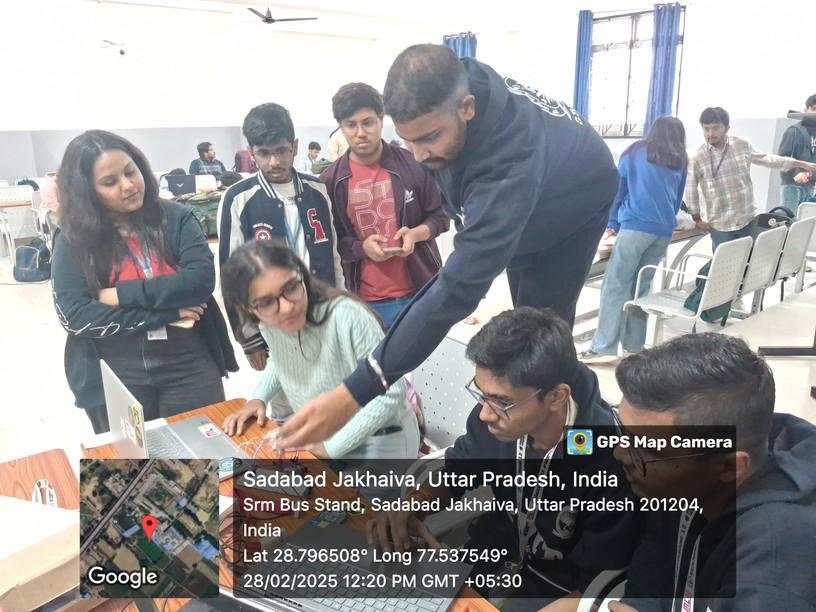 GPS Map Camera
Sadabad Jakhaiva, Uttar Pradesh, India
Srm Bus Stand, Sadabad Jakhaiva, Uttar Pradesh 201204,
India
Lat 28.796508° Long 77.537549°
28/02/2025 12:20 PM GMT +05:30
Google